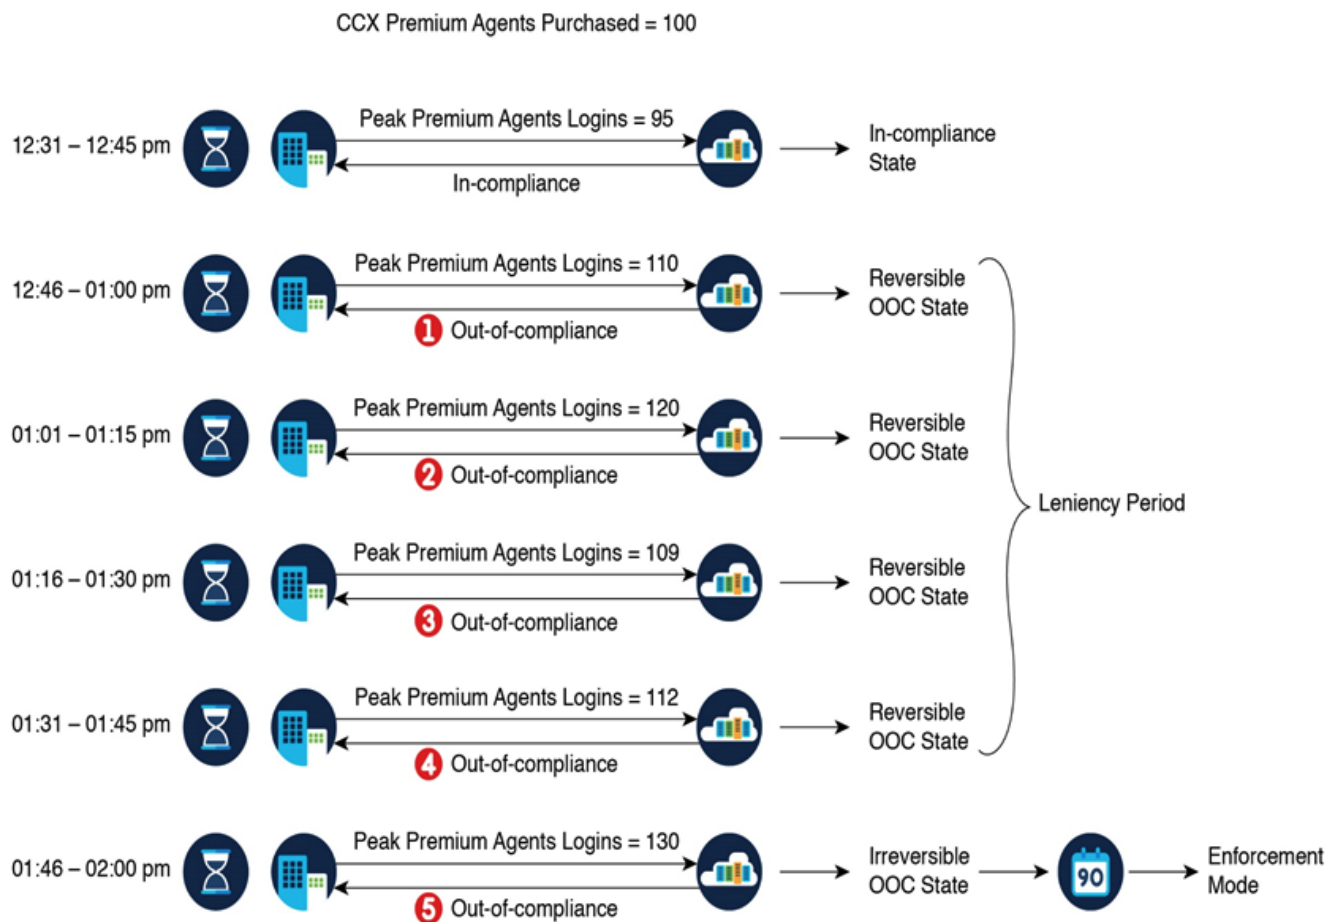 CCX Premium Agents Purchased = 100
12:31 – 12:45 pm
Peak Premium Agents Logins = 95
In-compliance
In-compliance
State
12:46 – 01:00 pm
Peak Premium Agents Logins = 110
1 Out-of-compliance
Reversible
OOC State
01:01 – 01:15 pm
Peak Premium Agents Logins = 120
2 Out-of-compliance
Reversible
OOC State
Leniency Period
01:16 – 01:30 pm
Peak Premium Agents Logins = 109
3 Out-of-compliance
Reversible
OOC State
01:31 – 01:45 pm
Peak Premium Agents Logins = 112
4 Out-of-compliance
Reversible
OOC State
01:46 – 02:00 pm
Peak Premium Agents Logins = 130
5 Out-of-compliance
Irreversible
OOC State
90
Enforcement
Mode